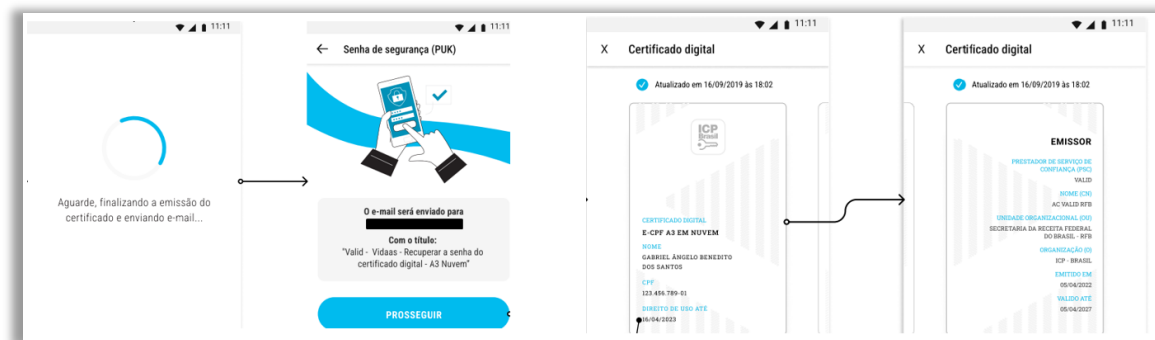 11:11
Aguarde, finalizando a emissão do
certificado e enviando e-mail...
11:11
Senha de segurança (PUK)
O e-mail será enviado para
Com o título:
"Valid - Vidaas - Recuperar a senha do
certificado digital - A3 Nuvem"
PROSSEGUIR
11:11
X Certificado digital
Atualizado em 16/09/2019 às 18:02
ICP
Brasil
CERTIFICADO DIGITAL
E-CPF A3 EM NUVEM
NOME
GABRIEL ÂNGELO BENEDITO
DOS SANTOS
CPF
123.456.789-01
DIREITO DE USO ATÉ
16/04/2023
11:11
X Certificado digital
Atualizado em 16/09/2019 às 18:02
EMISSOR
PRESTADOR DE SERVIÇO DE
CONFIANÇA (PSC)
VALID
NOME (CN)
AC VALID RFB
UNIDADE ORGANIZACIONAL (OU)
SECRETARIA DA RECEITA FEDERAL
DO BRASIL - RFB
ORGANIZAÇÃO (O)
ICP - BRASIL
EMITIDO EM
05/04/2022
VALIDO ATÉ
05/04/2027